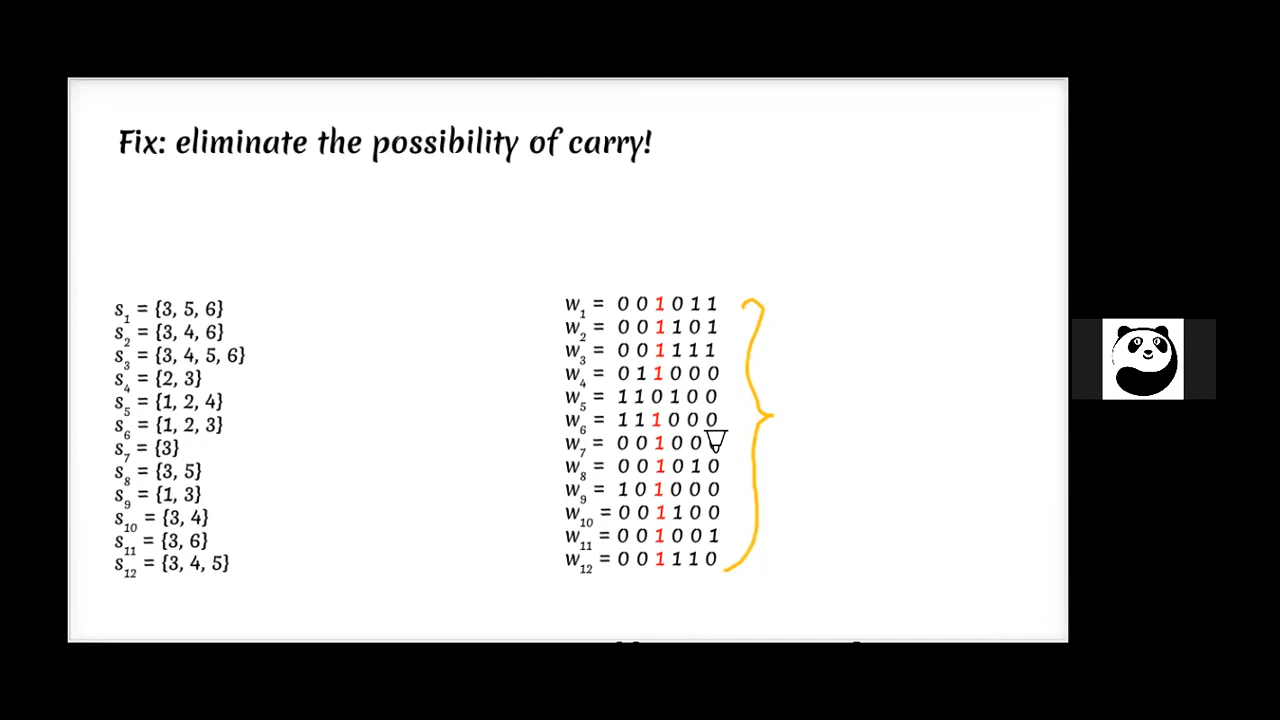 Fix: eliminate the possibility of carry!
s1 = {3, 5, 6}
s2 = {3, 4, 6}
s3 = {3, 4, 5, 6}
s4 = {2, 3}
s5 = {1, 2, 4}
s6 = {1, 2, 3}
s7 = {3}
s8 = {3, 5}
s9 = {1, 3}
s10 = {3, 4}
s11 = {3, 6}
s12 = {3, 4, 5}
w1 = 0 0 1 0 1 1
w2 = 0 0 1 1 0 1
w3 = 0 0 1 1 1 1
w4 = 0 1 1 0 0 0
w5 = 1 1 0 1 0 0
w6 = 1 1 1 0 0 0
w7 = 0 0 1 0 0
w8 = 0 0 1 0 1 0
w9 = 1 0 1 0 0 0
w10 = 0 0 1 1 0 0
w11 = 0 0 1 0 0 1
w12 = 0 0 1 1 1 0